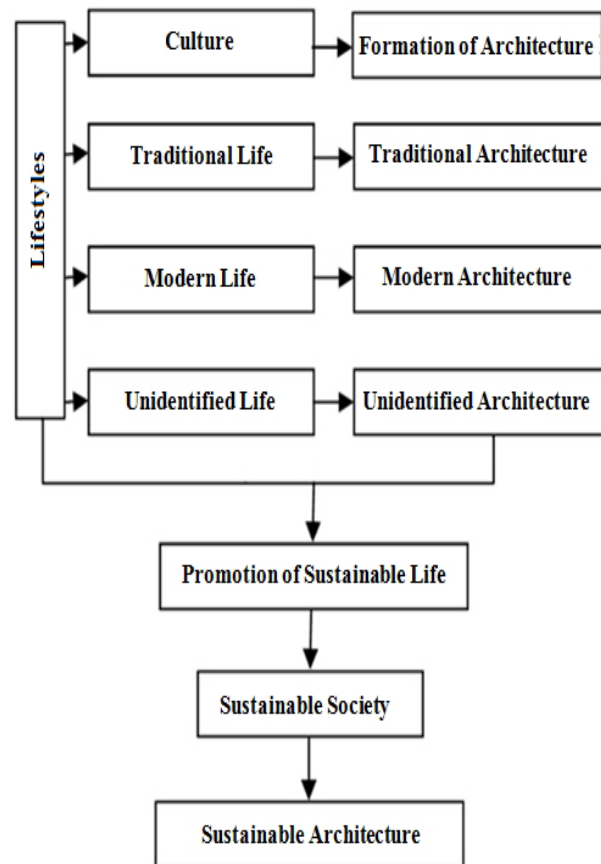 Lifestyles
Culture
Formation of Architecture
Traditional Life
Traditional Architecture
Modern Life
Modern Architecture
Unidentified Life
Unidentified Architecture
Promotion of Sustainable Life
Sustainable Society
Sustainable Architecture